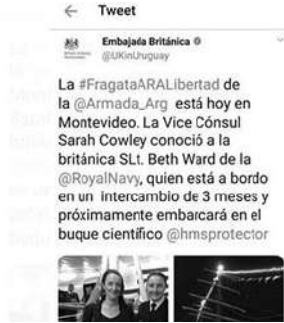 Tweet
Embajada Británica
@UKinUruguay
La #FragataARALibertad de
la @Armada_Arg está hoy en
Montevideo. La Vice Cónsul
Sarah Cowley conoció a la
británica SLt. Beth Ward de la
@RoyalNavy, quien está a bordo
en un intercambio de 3 meses y
próximamente embarcará en el
buque científico @hmsprotector